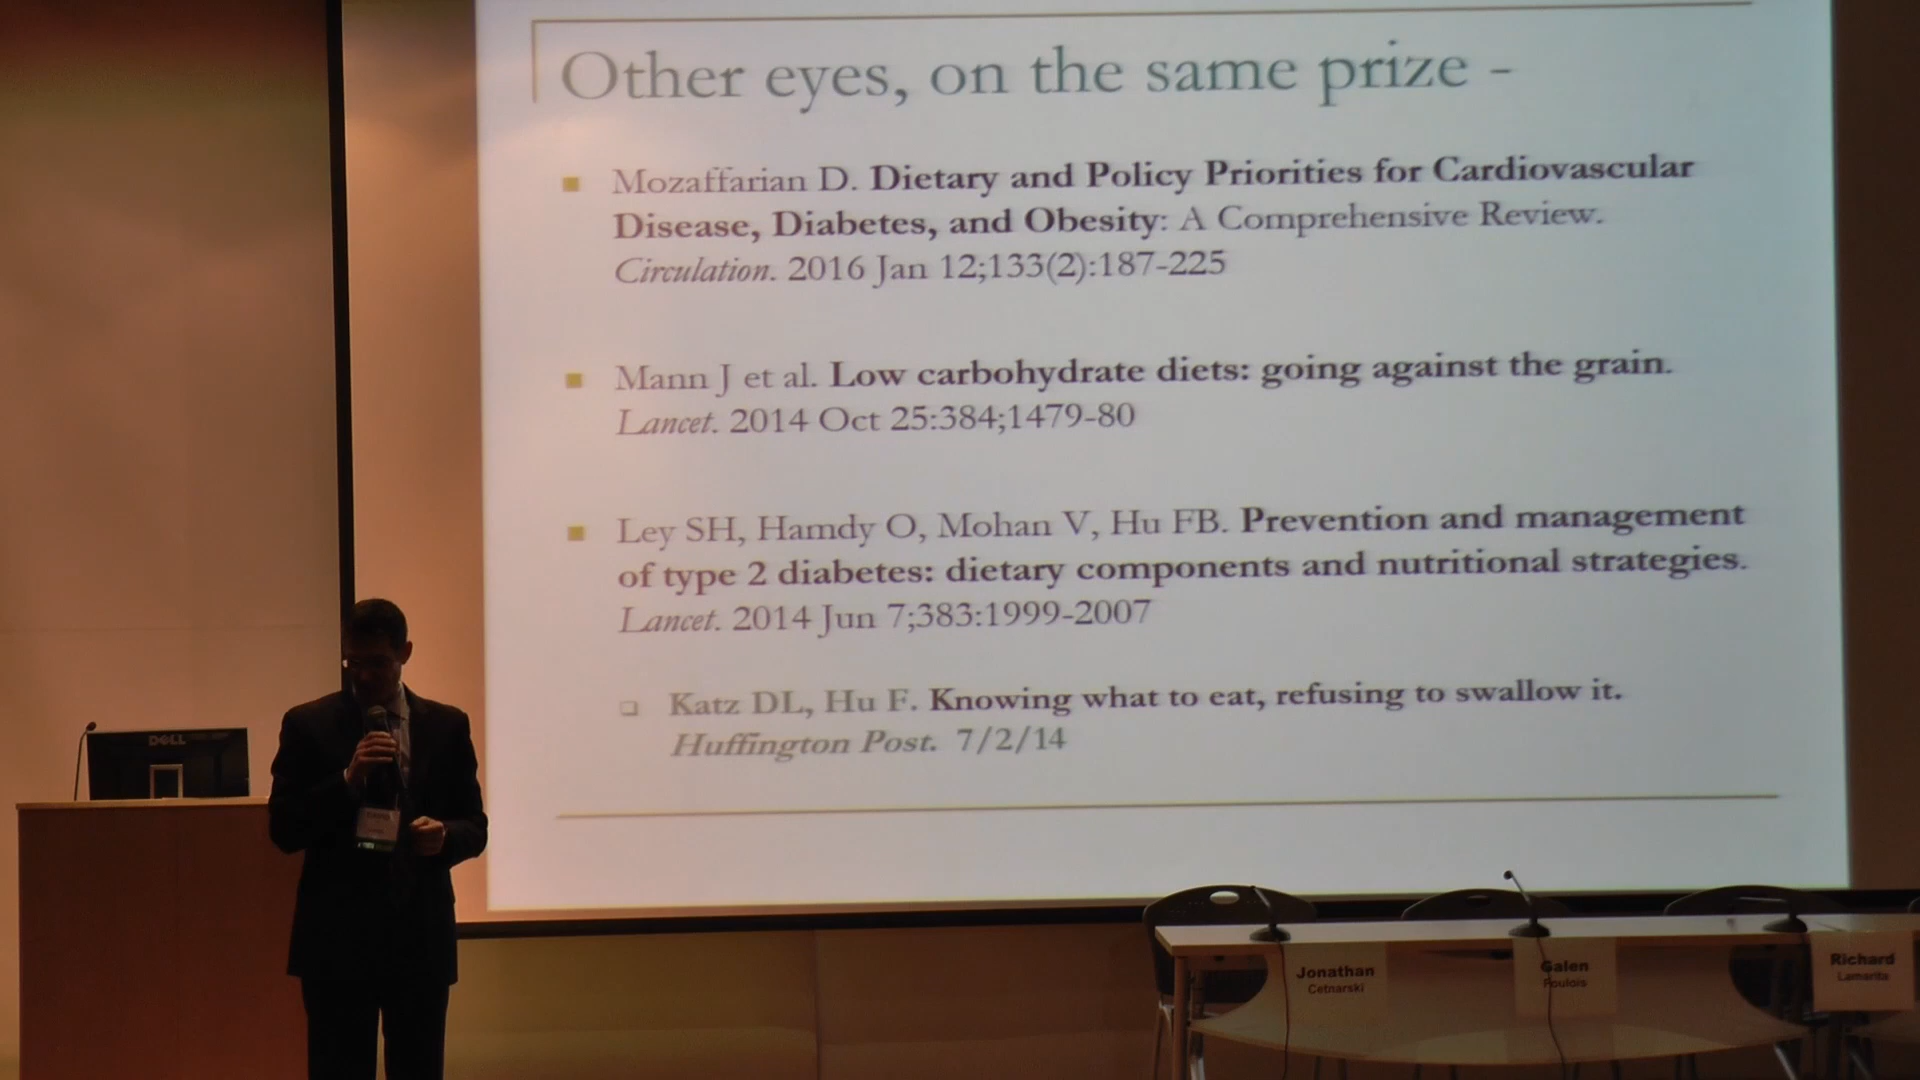 Other eyes, on the same prize -
Mozaffarian D. Dietary and Policy Priorities for Cardiovascular
Disease, Diabetes, and Obesity: A Comprehensive Review.
Circulation. 2016 Jan 12;133(2):187-225
Mann J et al. Low carbohydrate diets: going against the grain.
Lancet. 2014 Oct 25:384;1479-80
Ley SH, Hamdy O, Mohan V, Hu FB. Prevention and management
of type 2 diabetes: dietary components and nutritional strategies.
Lancet. 2014 Jun 7;383:1999-2007
Katz DL, Hu F. Knowing what to eat, refusing to swallow it.
Huffington Post. 7/2/14
DELL
Jonathan
Cetnarski
Galen
Poulois
Richard
Lamarita